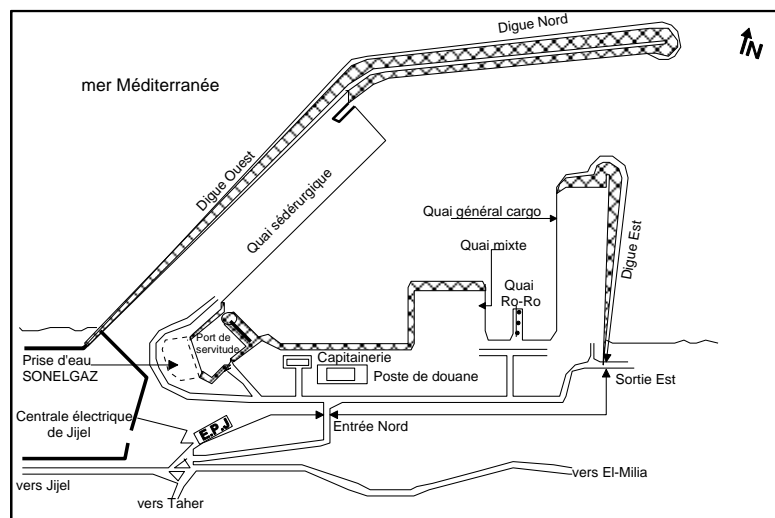 Digue Nord
N
mer Méditerranée
Digue Ouest
Quai sédérurgique
Quai général cargo
Quai mixte
Quai
Ro-Ro
Digue Est
Port de
servitude
Prise d'eau
SONELGAZ
Capitainerie
Poste de douane
Sortie Est
Centrale électrique
de Jijel
E.P.J
Entrée Nord
vers El-Milia
vers Jijel
vers Taher